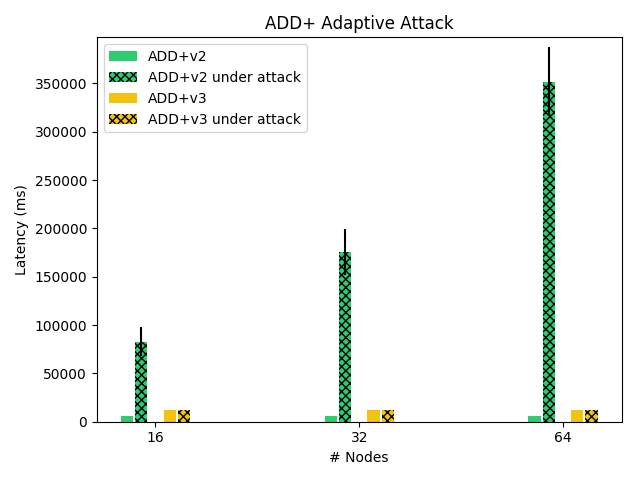 ADD+ Adaptive Attack
ADD+v2
ADD+v2 under attack
ADD+v3
ADD+v3 under attack
Latency (ms)
350000
300000
250000
200000
150000
100000
50000
0
16
32
64
# Nodes